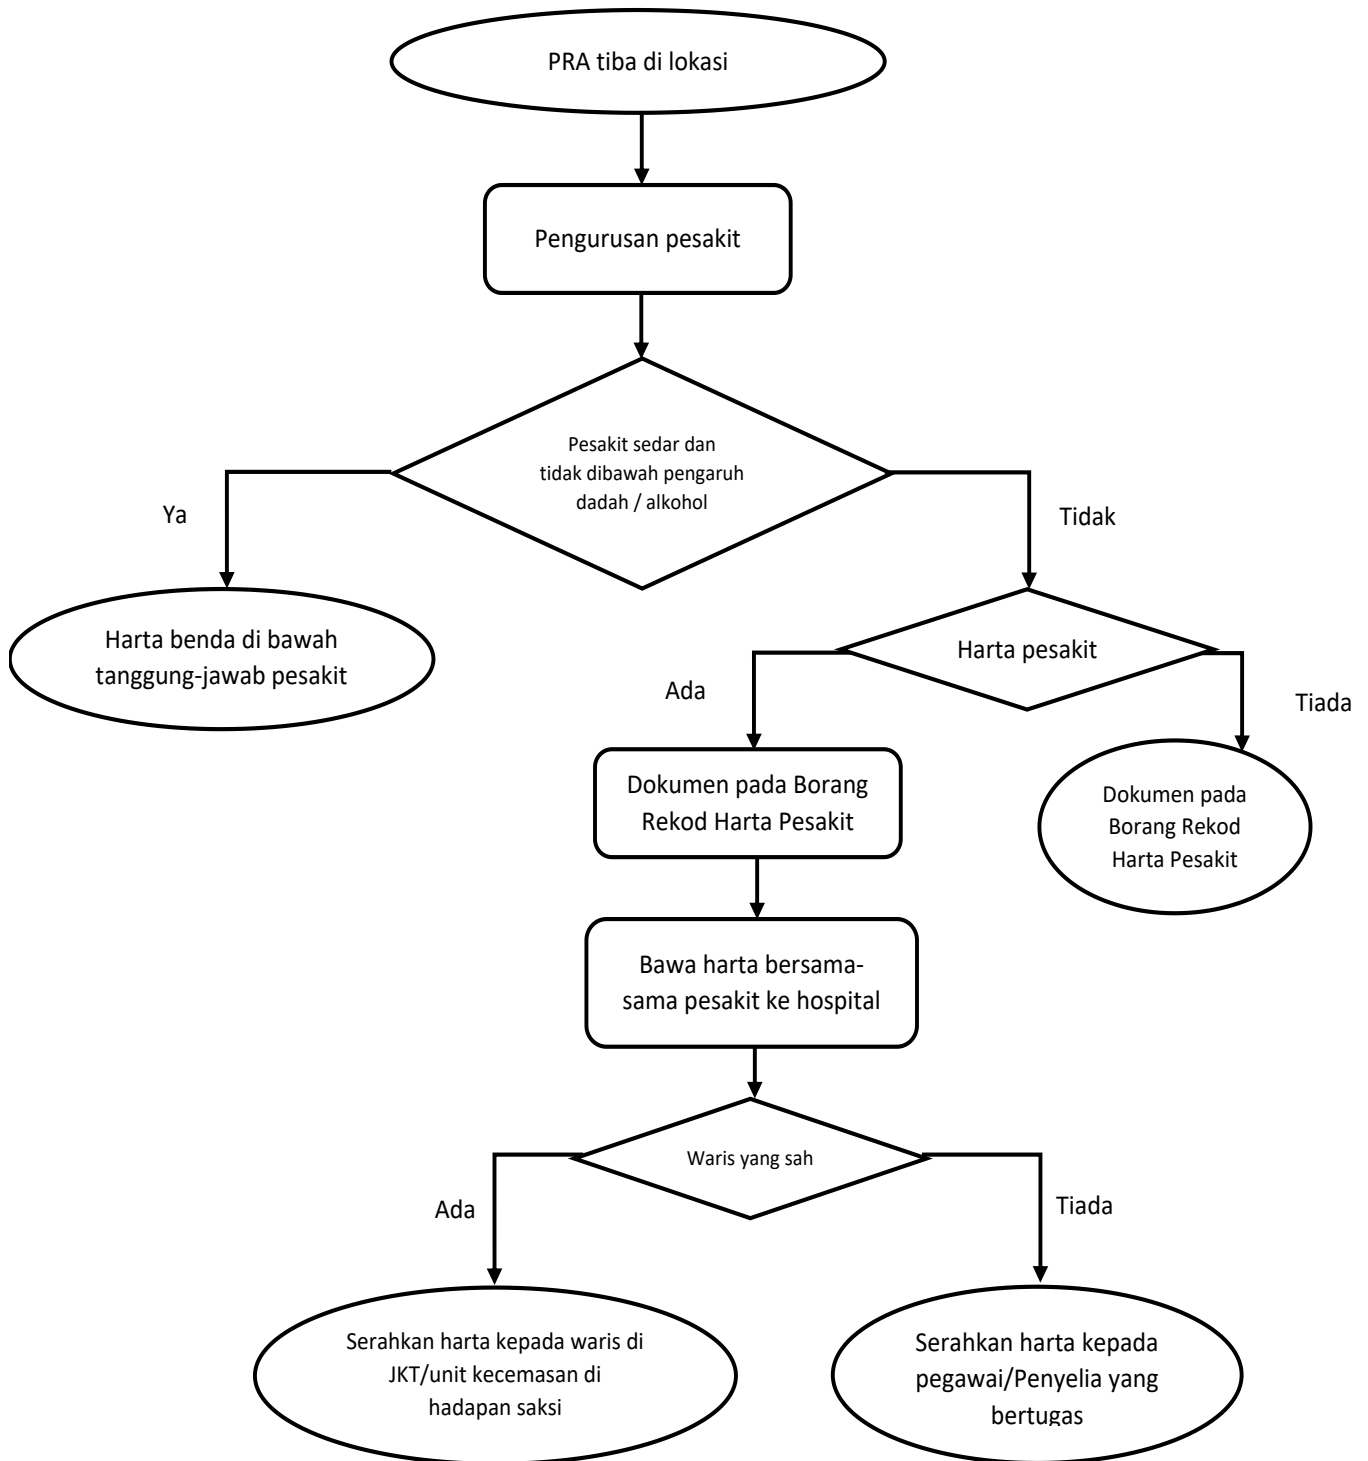 PRA tiba di lokasi
Pengurusan pesakit
Pesakit sedar dan
tidak dibawah pengaruh
dadah / alkohol
Ya
Tidak
Harta benda di bawah
tanggung-jawab pesakit
Harta pesakit
Ada
Tiada
Dokumen pada Borang
Rekod Harta Pesakit
Dokumen pada
Borang Rekod
Harta Pesakit
Bawa harta bersama-
sama pesakit ke hospital
Waris yang sah
Ada
Tiada
Serahkan harta kepada waris di
JKT/unit kecemasan di
hadapan saksi
Serahkan harta kepada
pegawai/Penyelia yang
bertugas